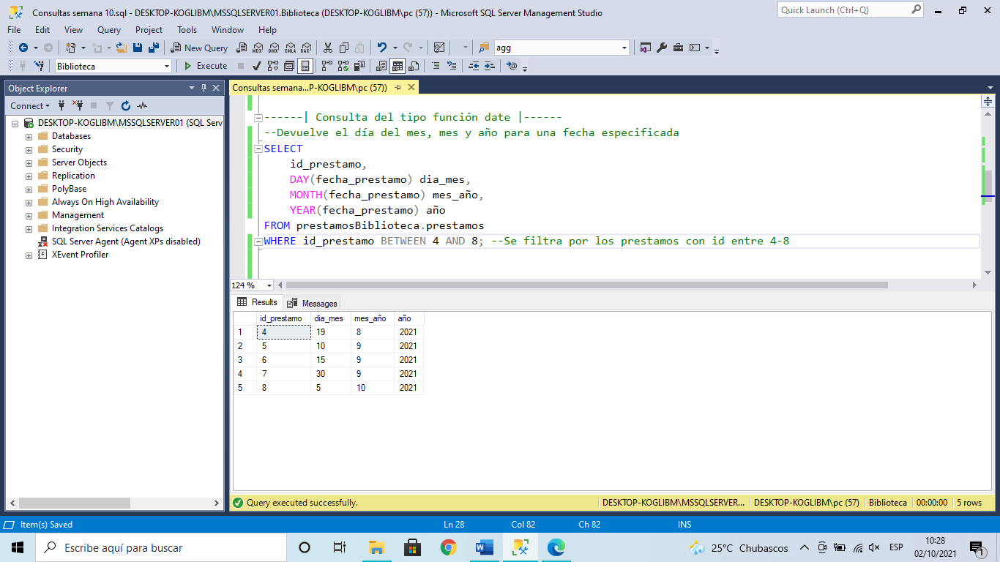 Consultas semana 10.sql - DESKTOP-KOGLIBM\MSSQLSERVER01.Biblioteca (DESKTOP-KOGLIBM\pc (57)) - Microsoft SQL Server Management Studio
Quick Launch (Ctrl+Q)
File Edit View Query Project Tools Window Help
New Query MDX DMX XMLA DAX agg
Biblioteca Execute
Object Explorer
Consultas semana...P-KOGLIBM\pc (57))
Connect
DESKTOP-KOGLIBM\MSSQLSERVER01 (SQL Serv
Databases
Security
Server Objects
Replication
PolyBase
Always On High Availability
Management
Integration Services Catalogs
SQL Server Agent (Agent XPs disabled)
XEvent Profiler
------| Consulta del tipo función date |------
--Devuelve el día del mes, mes y año para una fecha especificada
SELECT
id_prestamo,
DAY(fecha_prestamo) dia_mes,
MONTH(fecha_prestamo) mes_año,
YEAR(fecha_prestamo) año
FROM prestamosBiblioteca.prestamos
WHERE id_prestamo BETWEEN 4 AND 8; --Se filtra por los prestamos con id entre 4-8
124 %
Results Messages
id_prestamo dia_mes mes_año año
1 4 19 8 2021
2 5 10 9 2021
3 6 15 9 2021
4 7 30 9 2021
5 8 5 10 2021
Query executed successfully. DESKTOP-KOGLIBM\MSSQLSERVER... DESKTOP-KOGLIBM\pc (57) Biblioteca 00:00:00 5 rows
Item(s) Saved Ln 28 Col 82 Ch 82 INS
Escribe aquí para buscar
25°C Chubascos ESP 10:28
02/10/2021
1